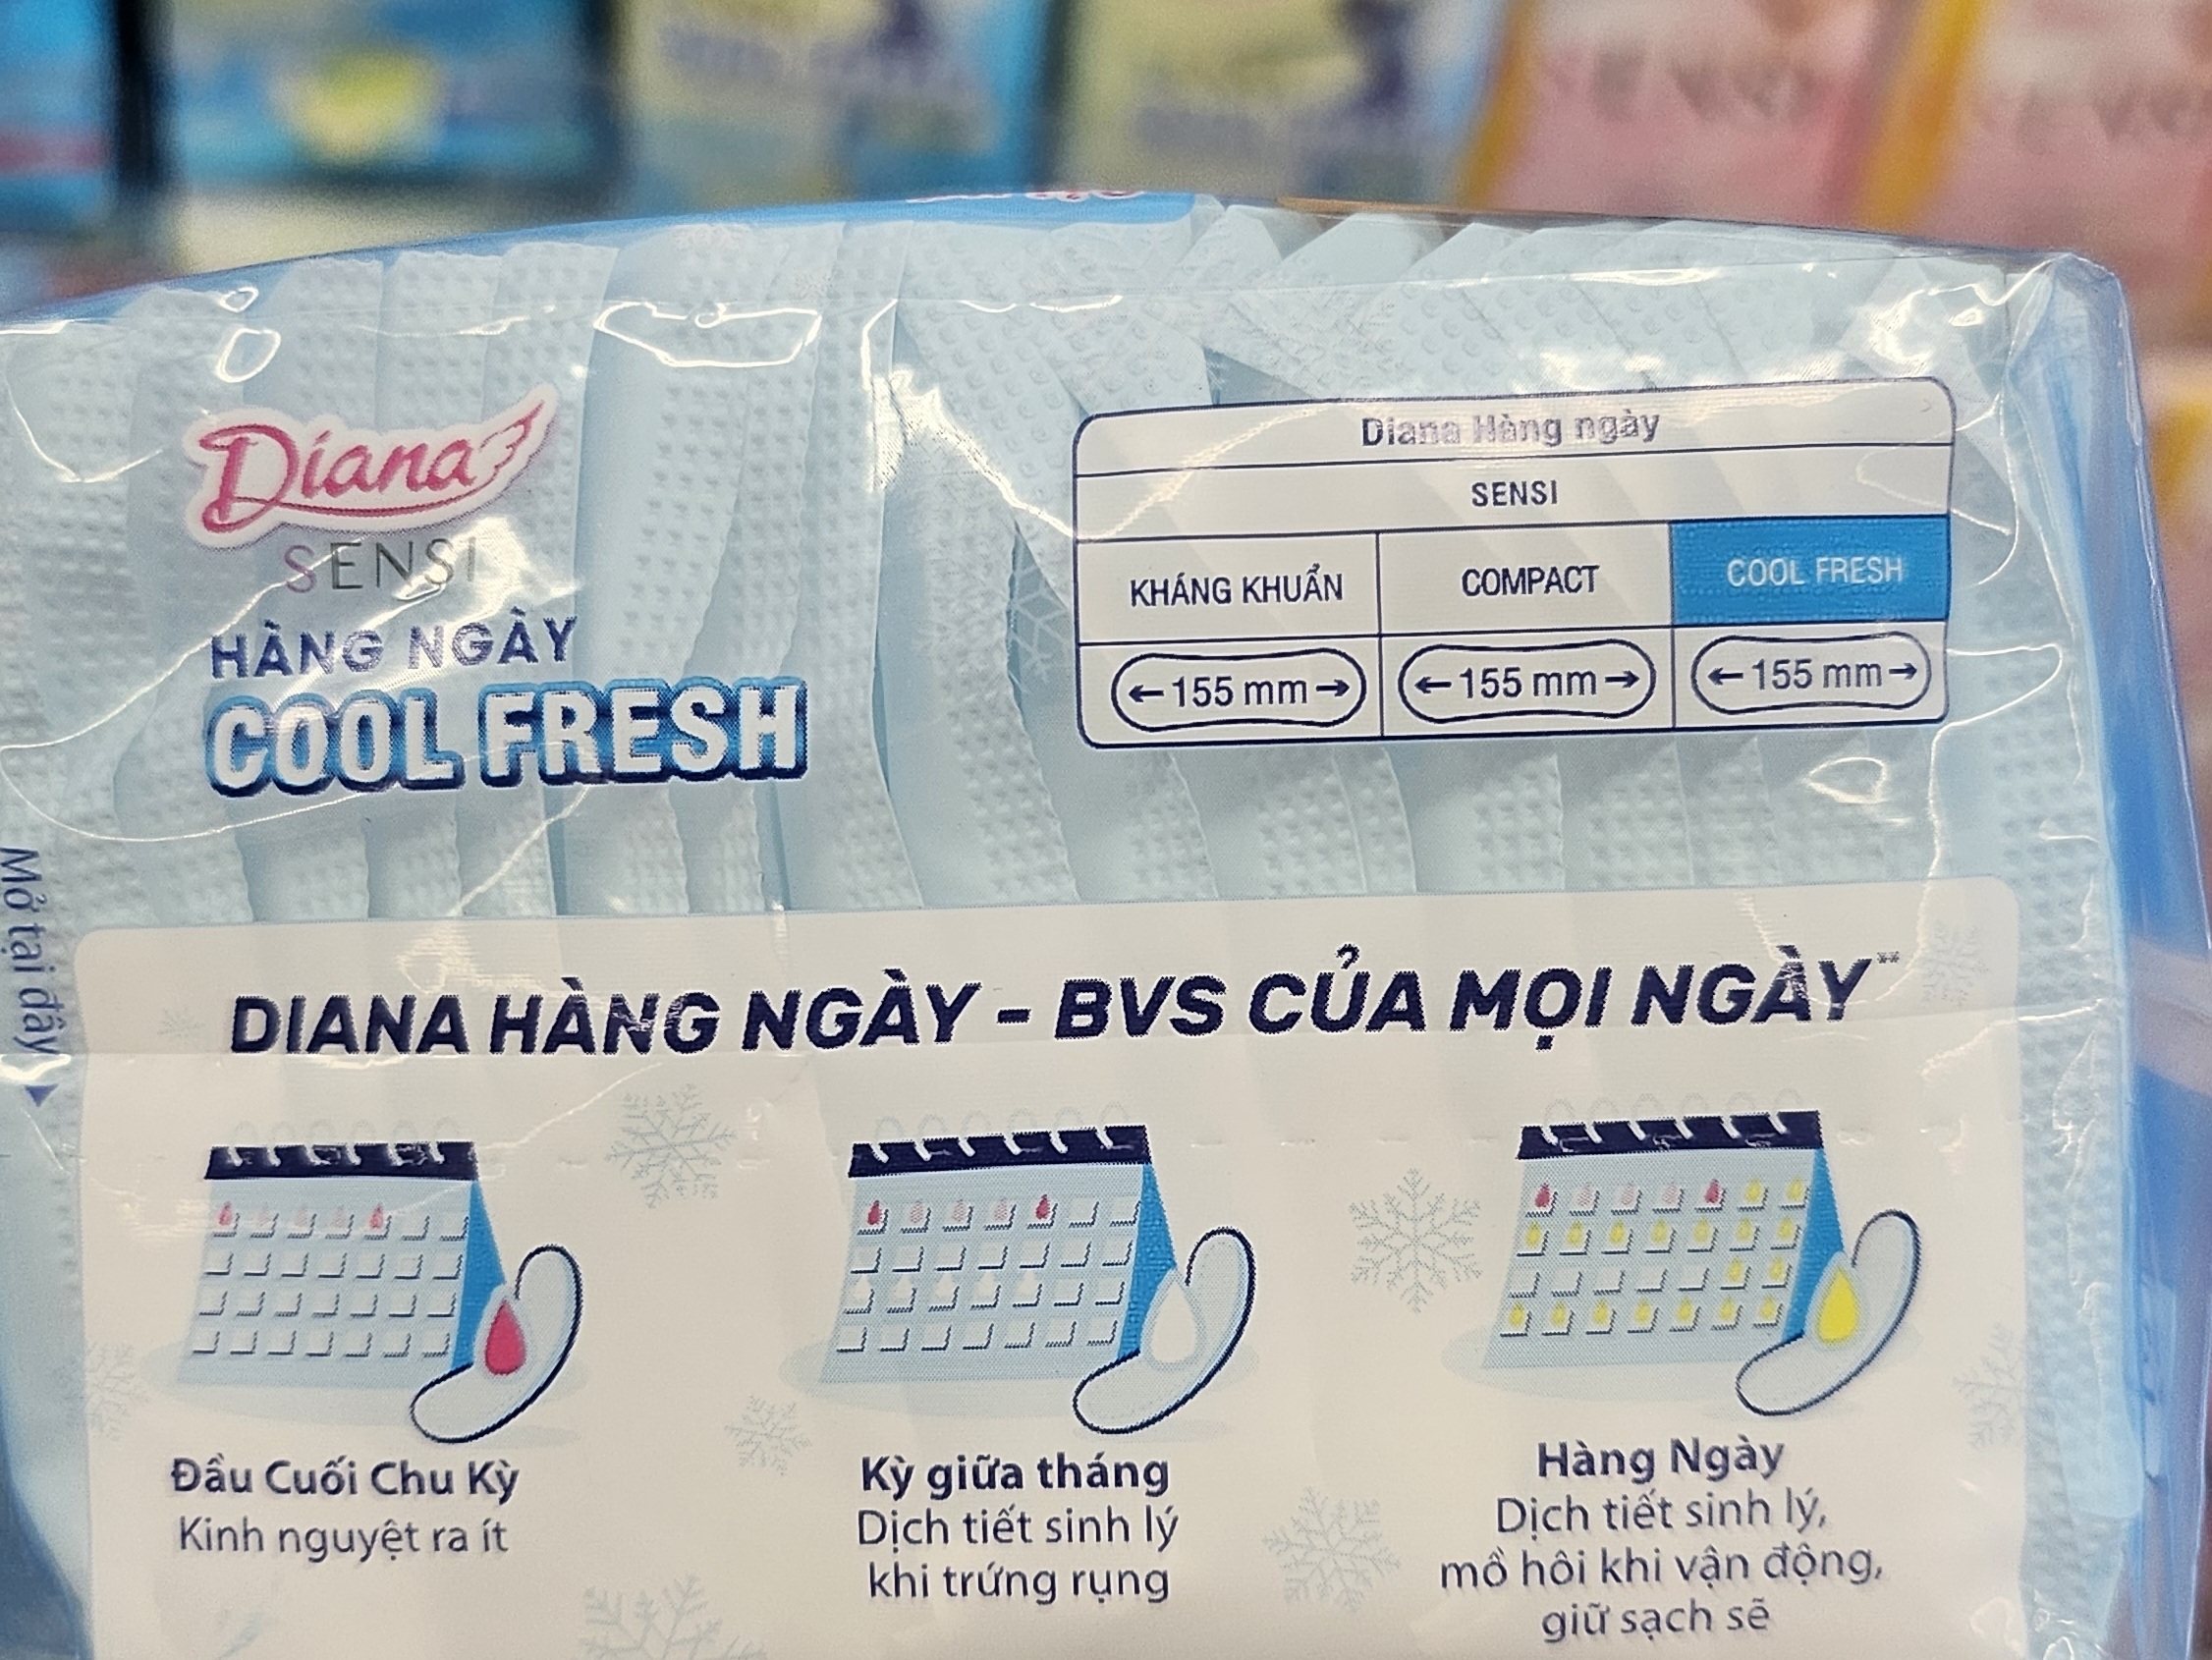 Diana
SENSI
HÀNG NGÀY
COOL FRESH
Diana Hàng ngày
SENSI
KHÁNG KHUẨN
COMPACT
COOL FRESH
←155 mm→
←155 mm→
←155 mm→
Mở tại đây
DIANA HÀNG NGÀY - BVS CỦA MỌI NGÀY
Đầu Cuối Chu Kỳ
Kinh nguyệt ra ít
Kỳ giữa tháng
Dịch tiết sinh lý
khi trứng rụng
Hàng Ngày
Dịch tiết sinh lý,
mồ hôi khi vận động,
giữ sạch sẽ